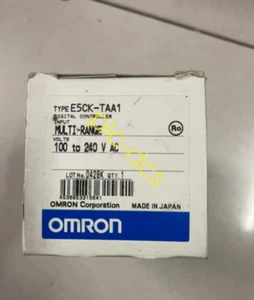 TYPE E5CK-TAA1
DIGITAL CONTROLLER
INPUT
MULTI-RANGE
VOLTS
100 to 240 V AC
Ro
LOT No. 0428K QTY. 1
OMRON Corporation MADE IN JAPAN
OMRON